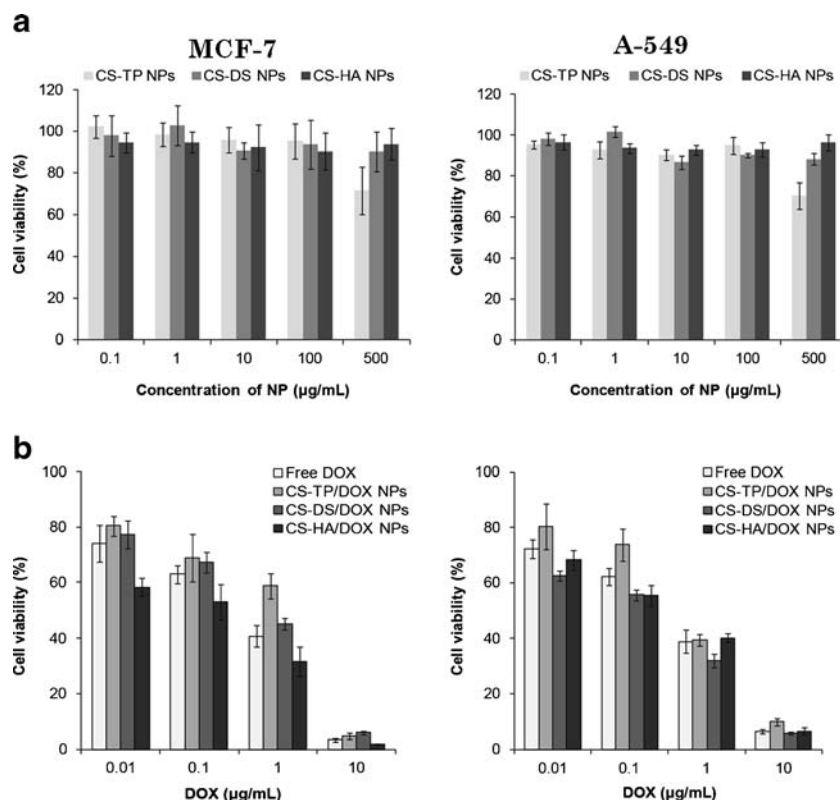 a
MCF-7
CS-TP NPs CS-DS NPs CS-HA NPs
120
100
80
60
40
20
0
Cell viability (%)
0.1 1 10 100 500
Concentration of NP (µg/mL)
A-549
CS-TP NPs CS-DS NPs CS-HA NPs
120
100
80
60
40
20
0
Cell viability (%)
0.1 1 10 100 500
Concentration of NP (µg/mL)
b
Free DOX
CS-TP/DOX NPs
CS-DS/DOX NPs
CS-HA/DOX NPs
100
80
60
40
20
0
Cell viability (%)
0.01 0.1 1 10
DOX (µg/mL)
Free DOX
CS-TP/DOX NPs
CS-DS/DOX NPs
CS-HA/DOX NPs
100
80
60
40
20
0
Cell viability (%)
0.01 0.1 1 10
DOX (µg/mL)